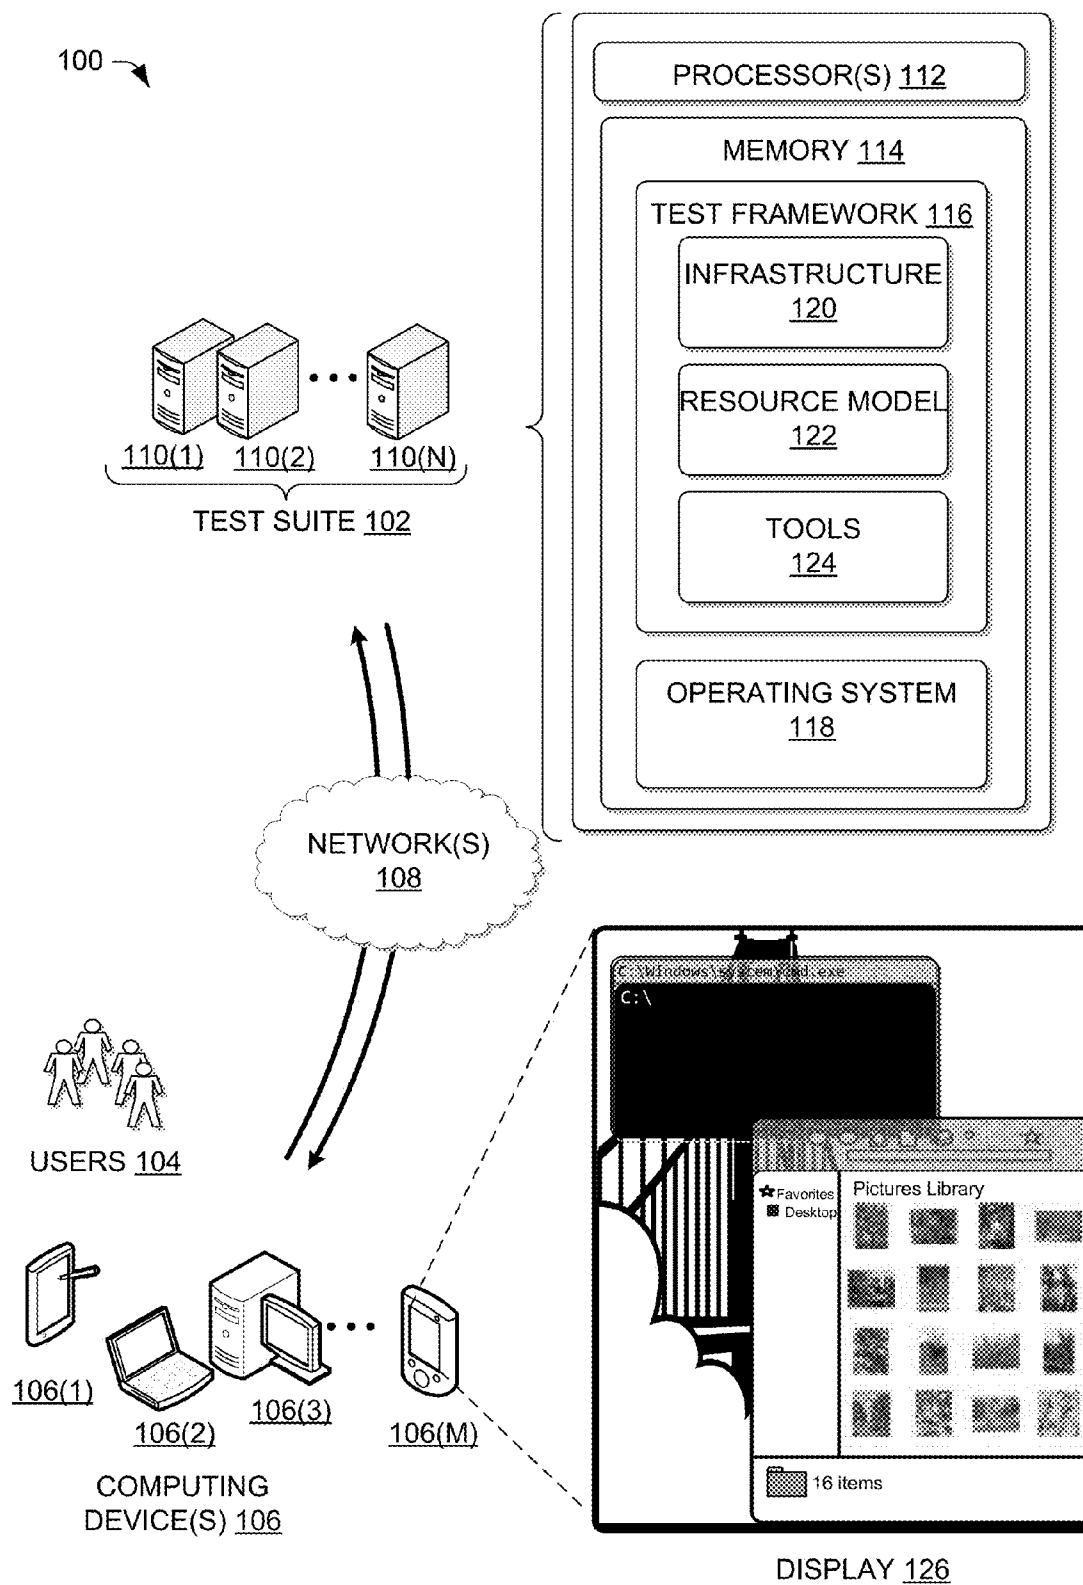 100
PROCESSOR(S) 112
MEMORY 114
TEST FRAMEWORK 116
INFRASTRUCTURE
120
RESOURCE MODEL
122
TOOLS
124
OPERATING SYSTEM
118
110(1)
110(2)
110(N)
TEST SUITE 102
NETWORK(S)
108
USERS 104
106(1)
106(2)
106(3)
106(M)
COMPUTING
DEVICE(S) 106
C:\
Favorites
Desktop
Pictures Library
16 items
DISPLAY 126